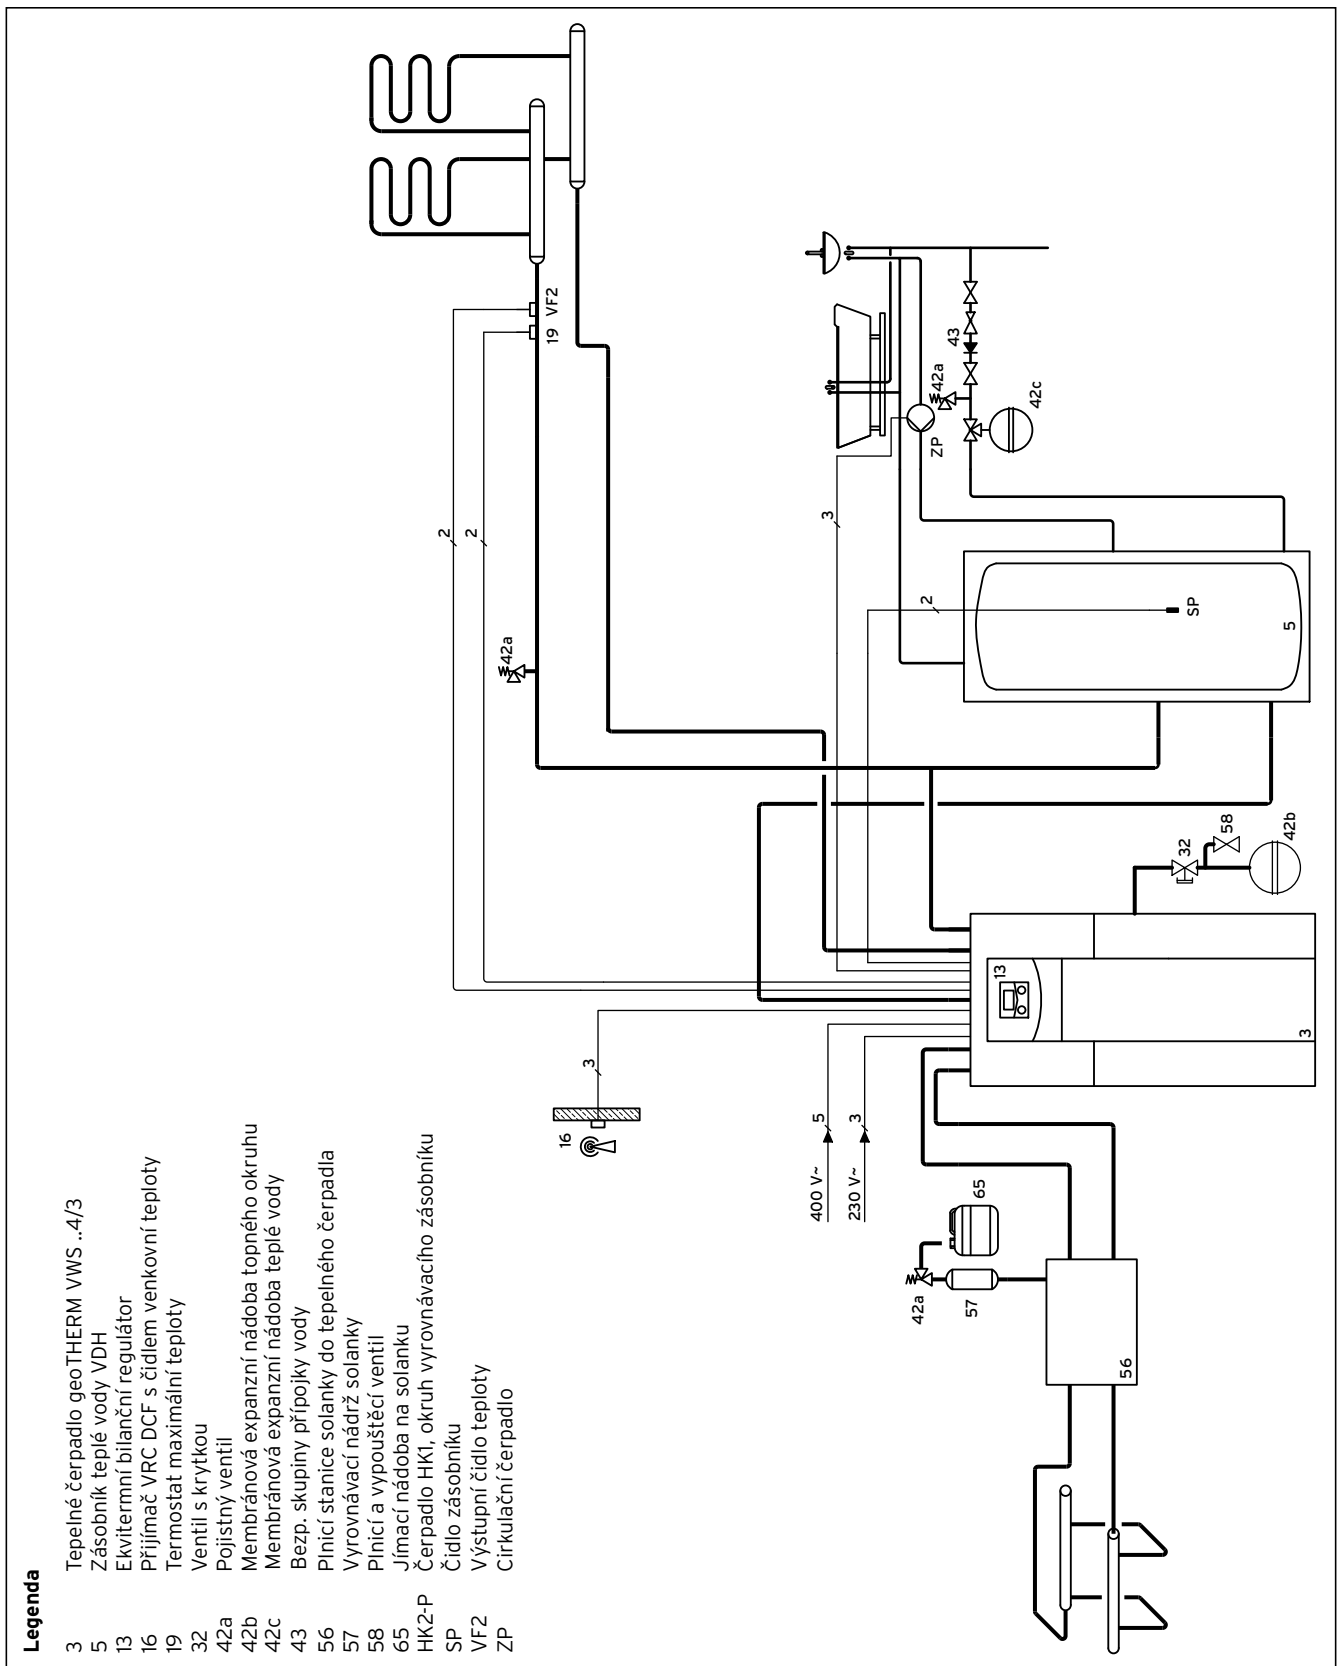 Legenda
3 Tepelné čerpadlo geoTHERM VWS ..4/3
5 Zásobník teplé vody VDH
13 Ekvitermní bilanční regulátor
16 Přijímač VRC DCF s čidlem venkovní teploty
19 Termostat maximální teploty
32 Ventil s krytkou
42a Pojistný ventil
42b Membránová expanzní nádoba topného okruhu
42c Membránová expanzní nádoba teplé vody
43 Bezp. skupiny přípojky vody
56 Plnicí stanice solanky do tepelného čerpadla
57 Vyrovnávací nádrž solanky
58 Plnicí a vypouštěcí ventil
65 Jímací nádoba na solanku
HK2-P Čerpadlo HK1, okruh vyrovnávacího zásobníku
SP Čidlo zásobníku
VF2 Výstupní čidlo teploty
ZP Cirkulační čerpadlo
19 VF2
2
2
42a
16
3
400 V~ 5
230 V~ 3
3
2
ZP
42a
43
42c
SP
5
32
58
42b
13
3
42a
57
65
56